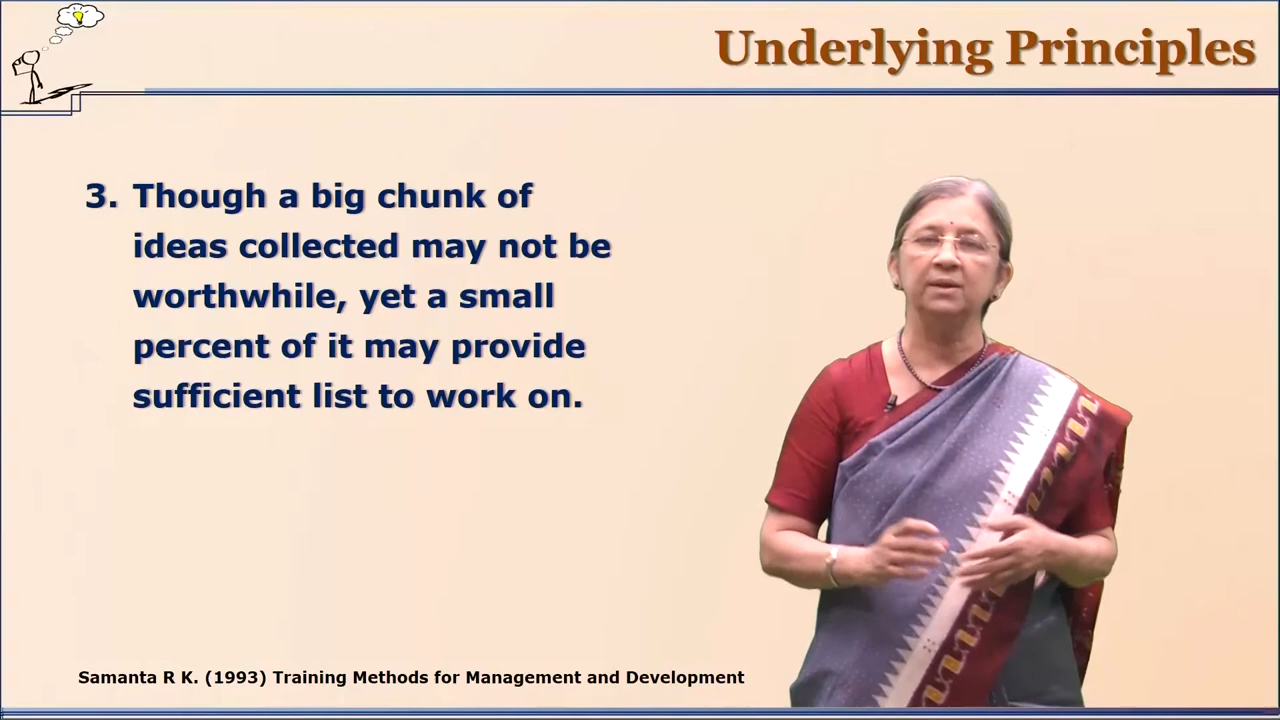 Underlying Principles
3. Though a big chunk of
ideas collected may not be
worthwhile, yet a small
percent of it may provide
sufficient list to work on.
Samanta R K. (1993) Training Methods for Management and Development